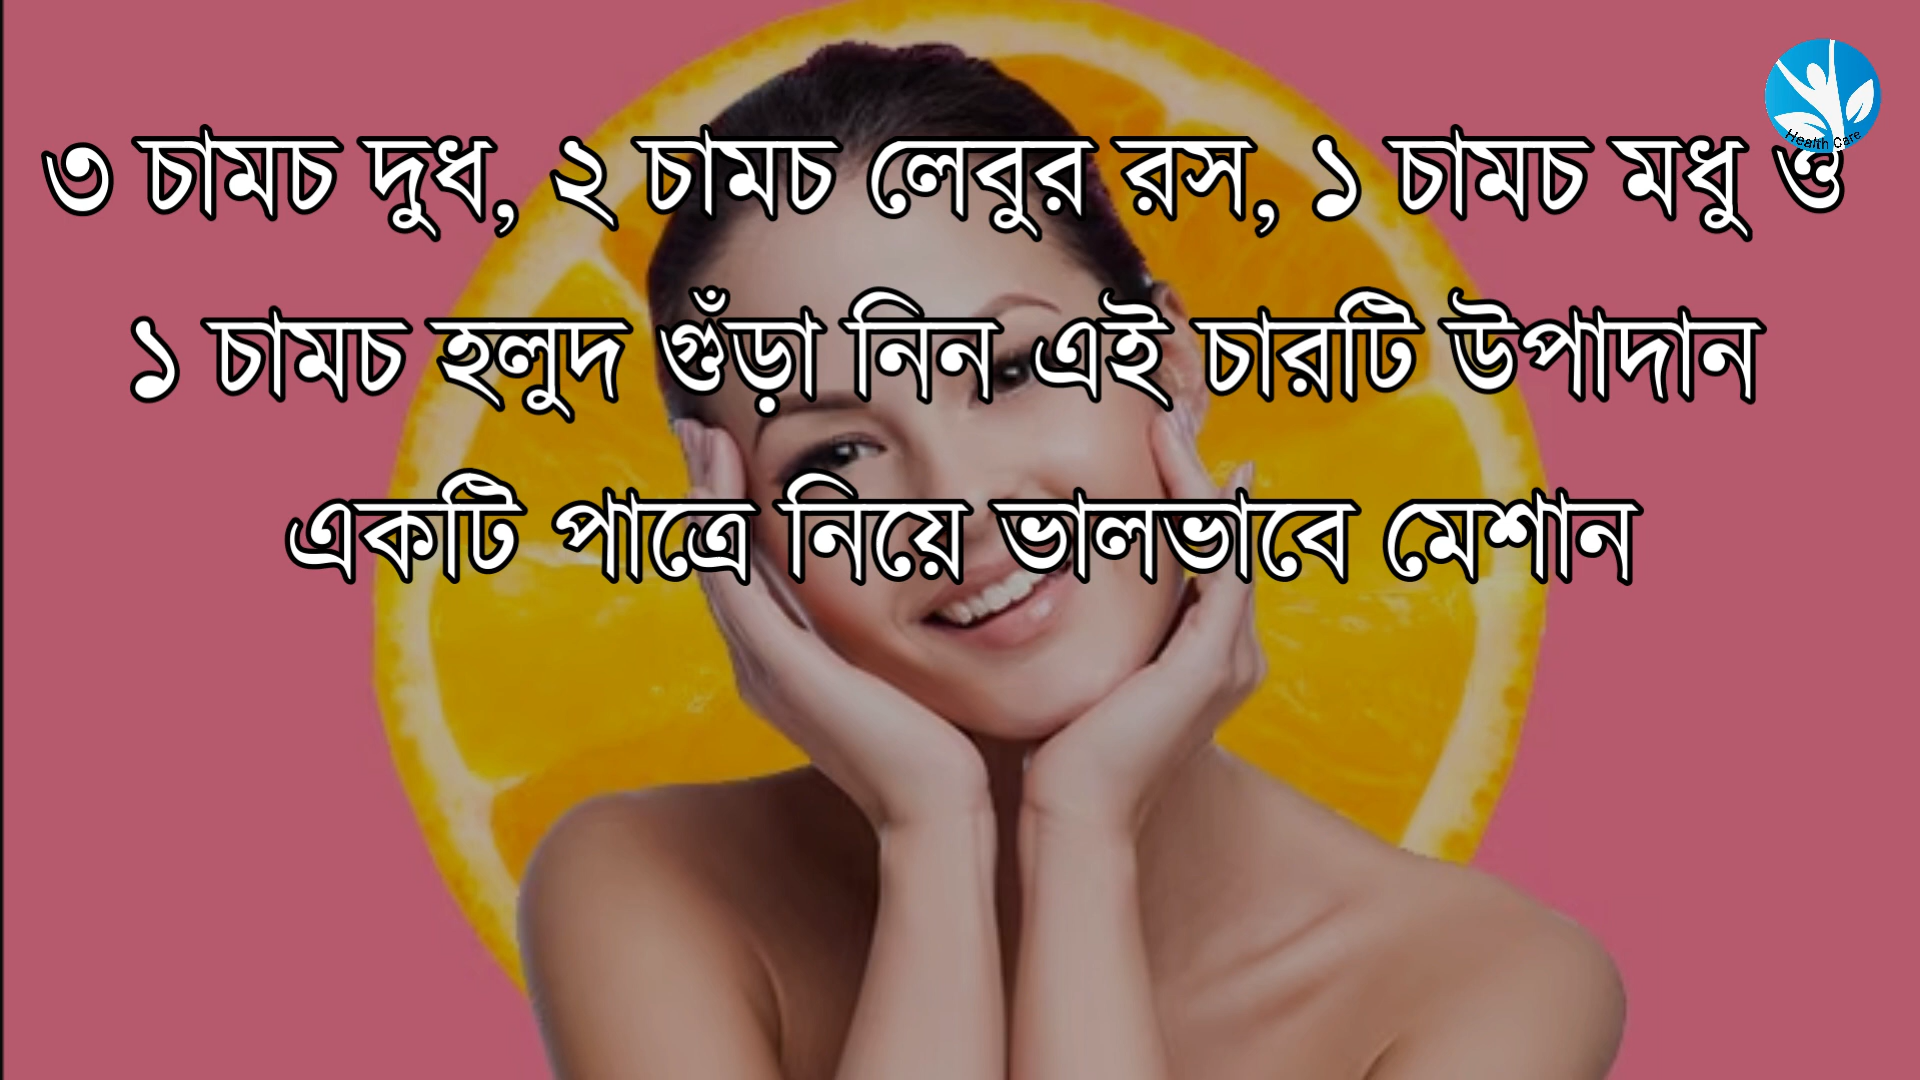 ৩ চামচ দুধ, ২ চামচ লেবুর রস, ১ চামচ মধু ও
১ চামচ হলুদ গুঁড়া নিন এই চারটি উপাদান
একটি পাত্রে নিয়ে ভালভাবে মেশান
Health Care